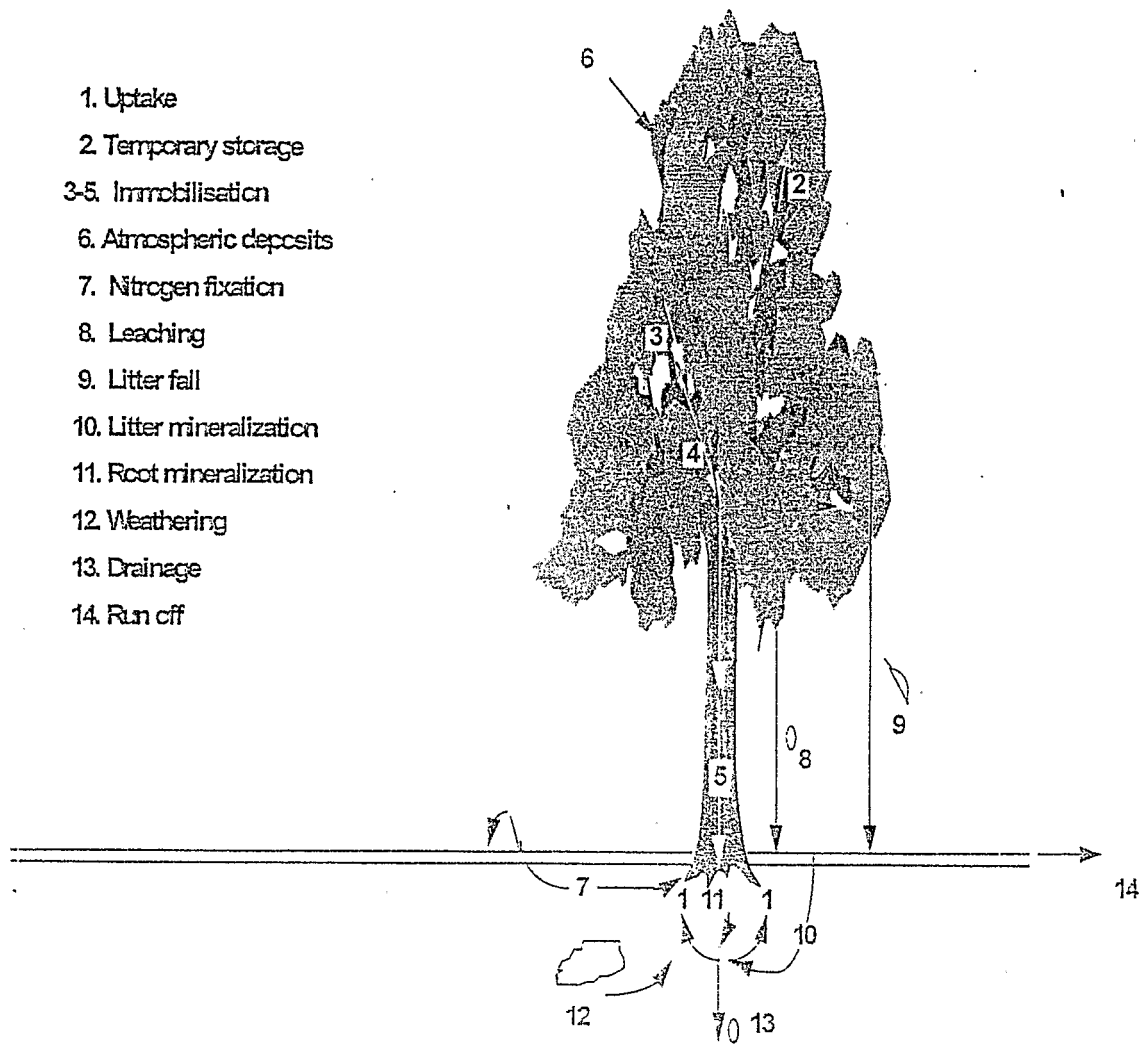 1. Uptake
2. Temporary storage
3-5. Immobilisation
6. Atmospheric deposits
7. Nitrogen fixation
8. Leaching
9. Litter fall
10. Litter mineralization
11. Root mineralization
12. Weathering
13. Drainage
14. Run off
6
2
3
4
5
8
9
7
1 11 1
10
14
12
13